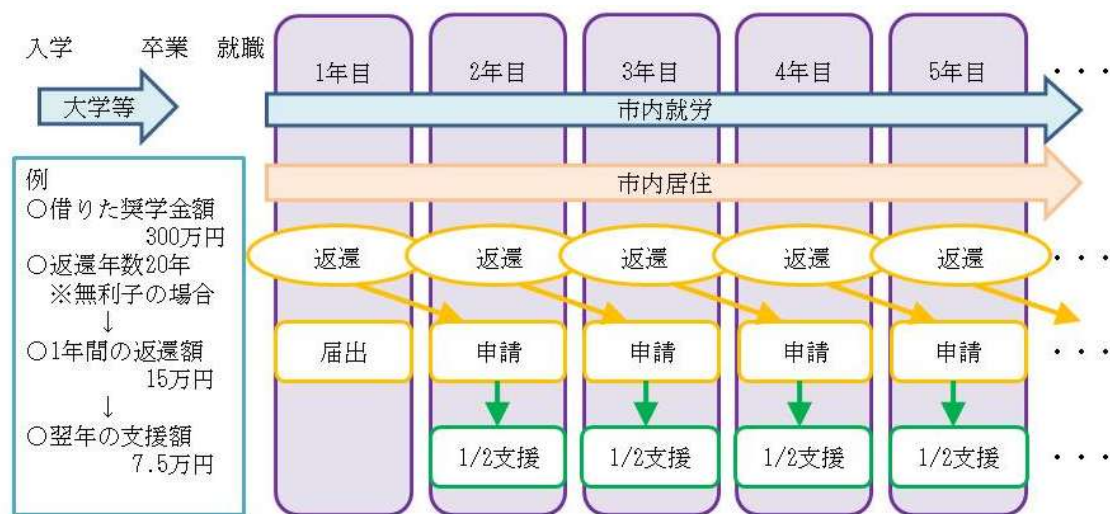 入学 卒業 就職
大学等
1年目 2年目 3年目 4年目 5年目 ・・・
市内就労
市内居住
例
○借りた奨学金額
300万円
○返還年数20年
※無利子の場合
↓
○1年間の返還額
15万円
↓
○翌年の支援額
7.5万円
返還 返還 返還 返還 返還 ・・・
届出 申請 申請 申請 申請 ・・・
1/2支援 1/2支援 1/2支援 1/2支援 ・・・